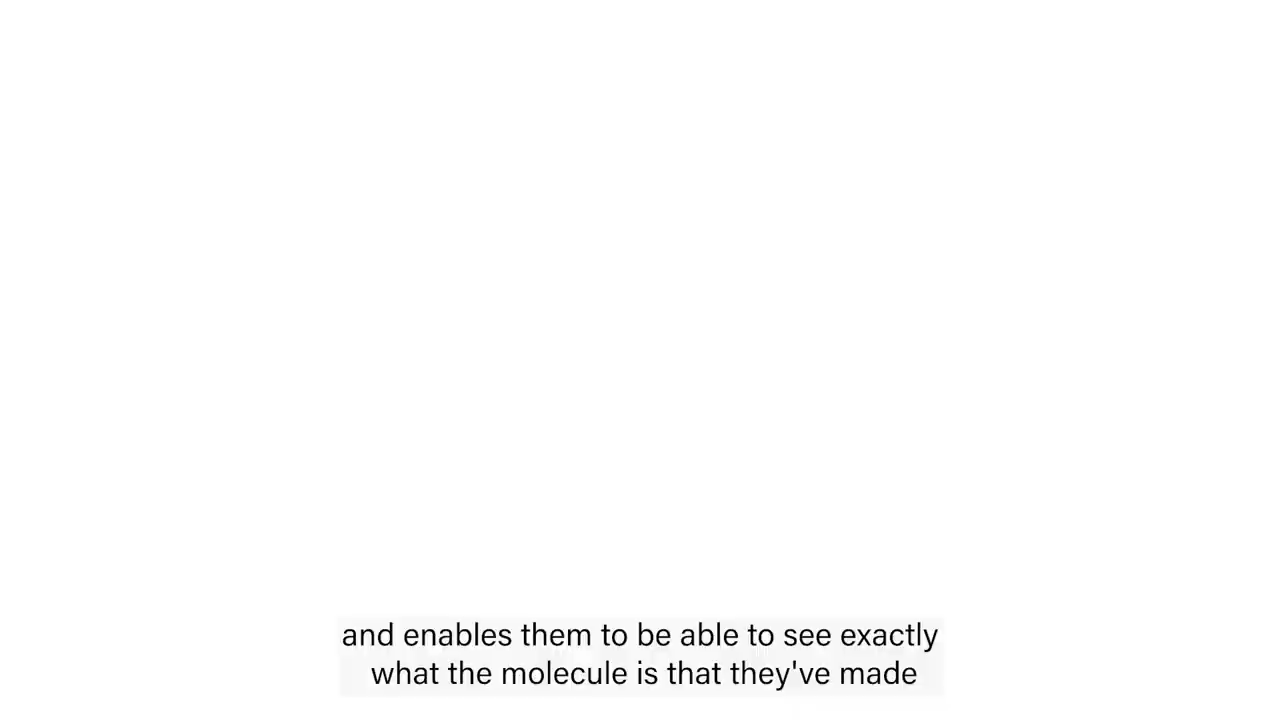 and enables them to be able to see exactly
what the molecule is that they've made